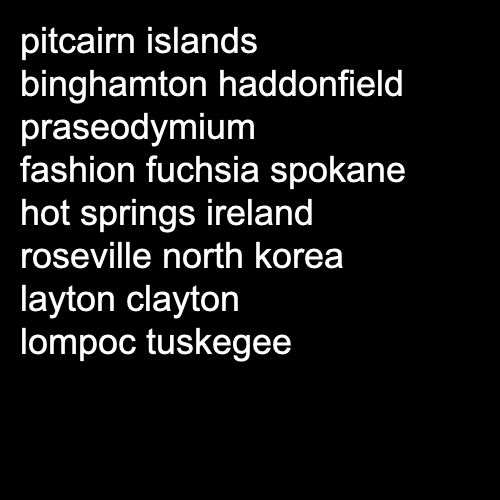 pitcairn islands
binghamton haddonfield
praseodymium
fashion fuchsia spokane
hot springs ireland
roseville north korea
layton clayton
lompoc tuskegee